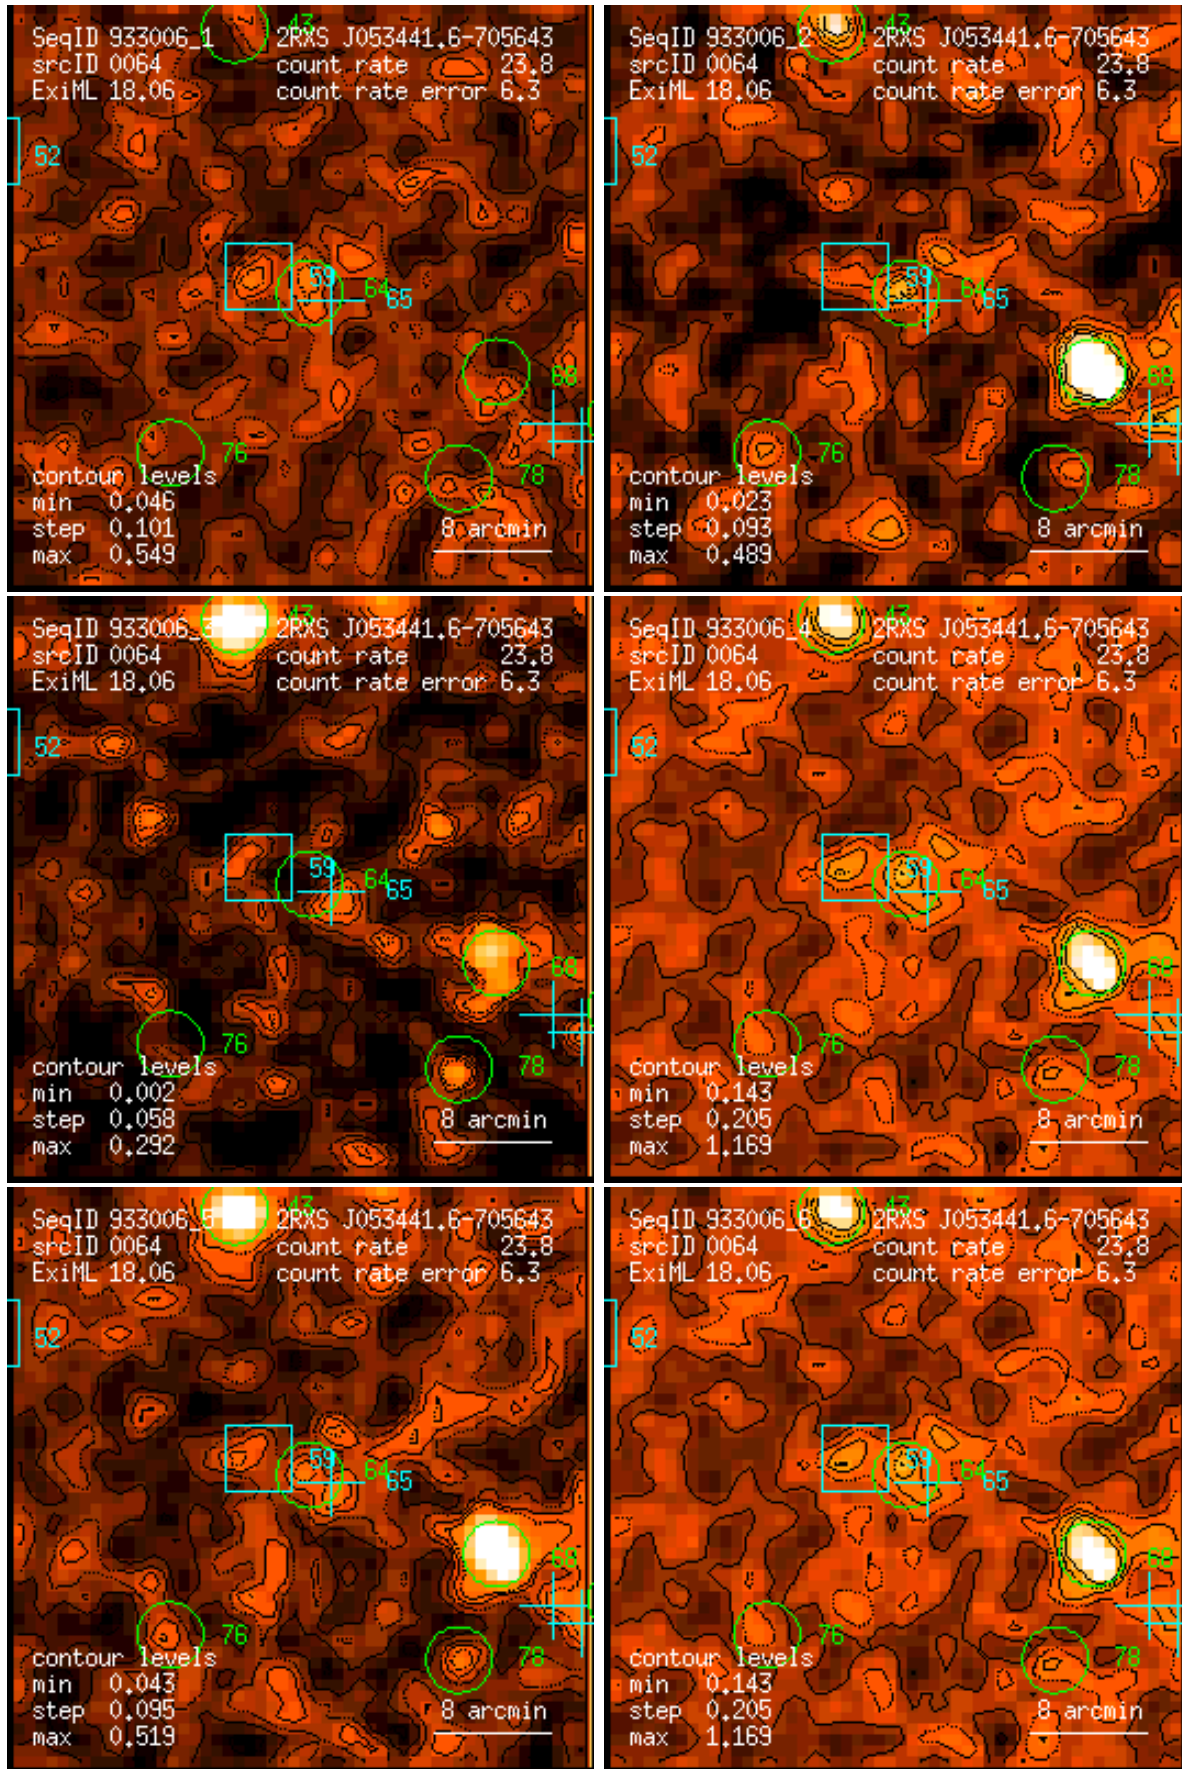 43
SeqID 933006_1 2RXS J053441.6-705643
srcID 0064 count rate 23.8
ExiML 18.06 count rate error 6.3
52
59
64
65
68
76
78
contour levels
min 0.046
step 0.101
max 0.549
8 arcmin
43
SeqID 933006_2 2RXS J053441.6-705643
srcID 0064 count rate 23.8
ExiML 18.06 count rate error 6.3
52
59
64
65
68
76
78
contour levels
min 0.023
step 0.093
max 0.489
8 arcmin
43
SeqID 933006_3 2RXS J053441.6-705643
srcID 0064 count rate 23.8
ExiML 18.06 count rate error 6.3
52
59
64
65
68
76
78
contour levels
min 0.002
step 0.058
max 0.292
8 arcmin
43
SeqID 933006_4 2RXS J053441.6-705643
srcID 0064 count rate 23.8
ExiML 18.06 count rate error 6.3
52
59
64
65
68
76
78
contour levels
min 0.143
step 0.205
max 1.169
8 arcmin
43
SeqID 933006_5 2RXS J053441.6-705643
srcID 0064 count rate 23.8
ExiML 18.06 count rate error 6.3
52
59
64
65
68
76
78
contour levels
min 0.043
step 0.095
max 0.519
8 arcmin
43
SeqID 933006_6 2RXS J053441.6-705643
srcID 0064 count rate 23.8
ExiML 18.06 count rate error 6.3
52
59
64
65
68
76
78
contour levels
min 0.143
step 0.205
max 1.169
8 arcmin